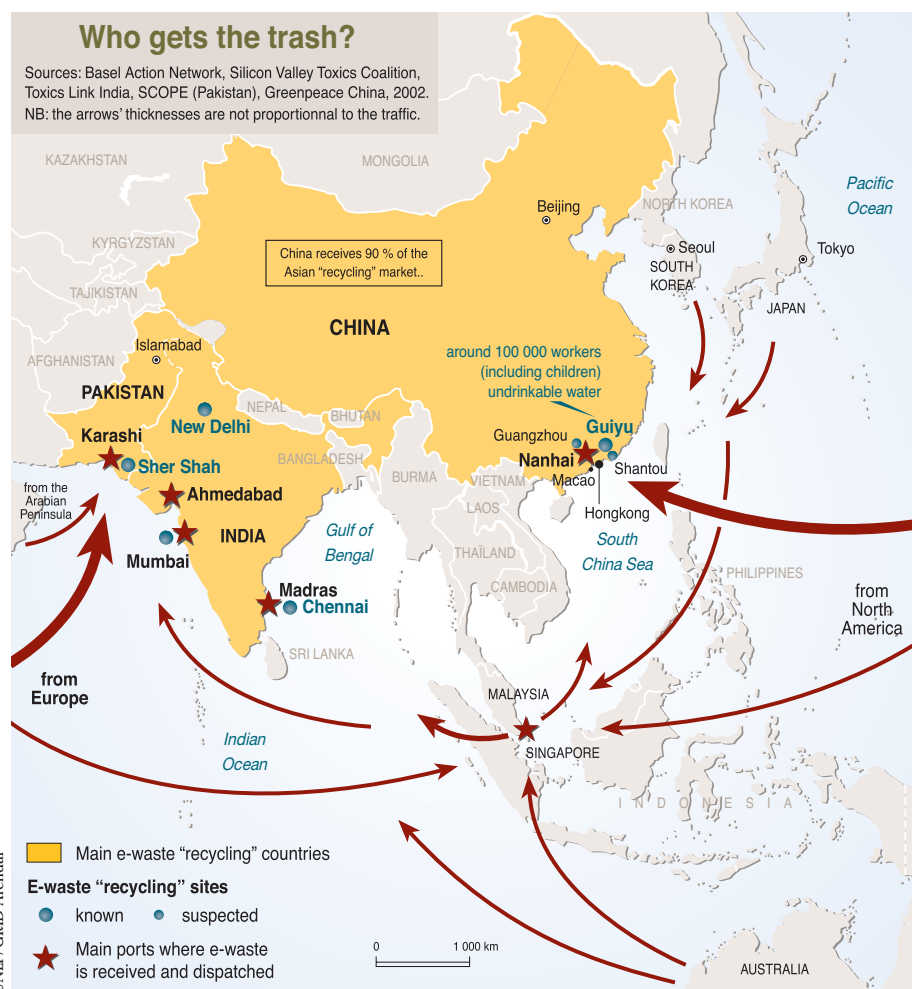 Who gets the trash?
Sources: Basel Action Network, Silicon Valley Toxics Coalition,
Toxics Link India, SCOPE (Pakistan), Greenpeace China, 2002.
NB: the arrows' thicknesses are not proportionnal to the traffic.
KAZAKHSTAN
MONGOLIA
Pacific
Ocean
Beijing
NORTH KOREA
KYRGYZSTAN
Seoul
Tokyo
China receives 90 % of the
Asian “recycling” market..
SOUTH
KOREA
TAJIKISTAN
JAPAN
CHINA
Islamabad
AFGHANISTAN
around 100 000 workers
(including children)
undrinkable water
PAKISTAN
NEPAL
BHUTAN
New Delhi
Guiyu
Karashi
Guangzhou
BANGLADESH
Nanhai
Sher Shah
Shantou
BURMA
VIETNAM
Macao
from the
Arabian
Peninsula
Ahmedabad
LAOS
Hongkong
INDIA
Gulf of
Bengal
South
China Sea
Mumbai
THAÏLAND
PHILIPPINES
CAMBODIA
Madras
Chennai
from
North
America
SRI LANKA
from
Europe
MALAYSIA
Indian
Ocean
SINGAPORE
INDONESIA
Main e-waste “recycling” countries
E-waste “recycling” sites
known
suspected
Main ports where e-waste
is received and dispatched
0
1 000 km
AUSTRALIA